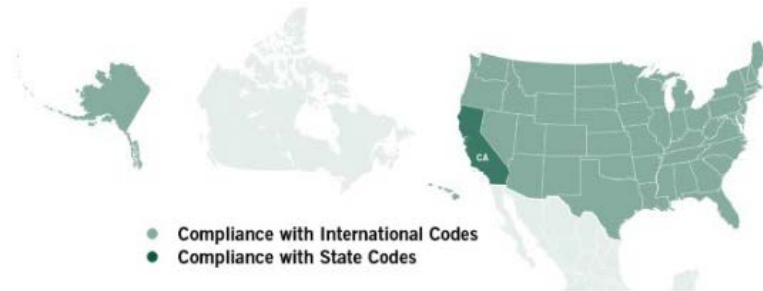 CA
Compliance with International Codes
Compliance with State Codes